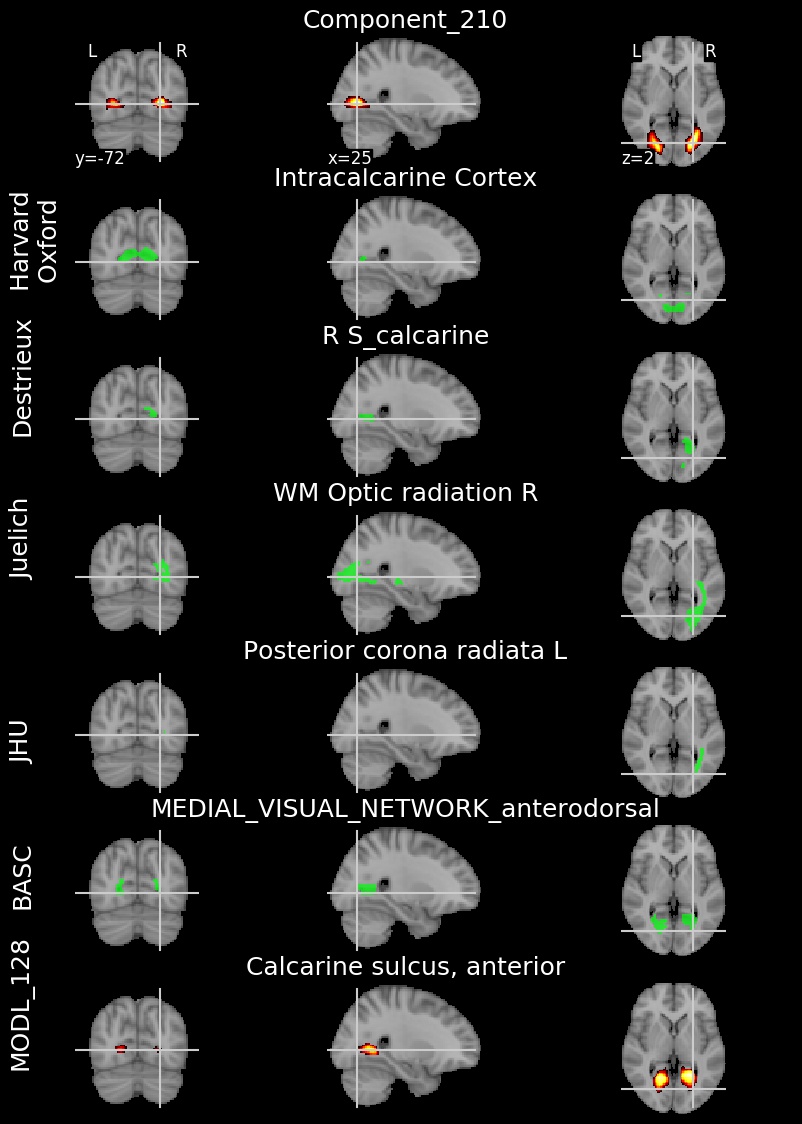 Component_210
L R
L R
y=-72
x=25
z=2
Intracalcarine Cortex
Harvard
Oxford
R S_calcarine
Destrieux
WM Optic radiation R
Juelich
Posterior corona radiata L
JHU
MEDIAL_VISUAL_NETWORK_anterodorsal
BASC
Calcarine sulcus, anterior
MODL_128